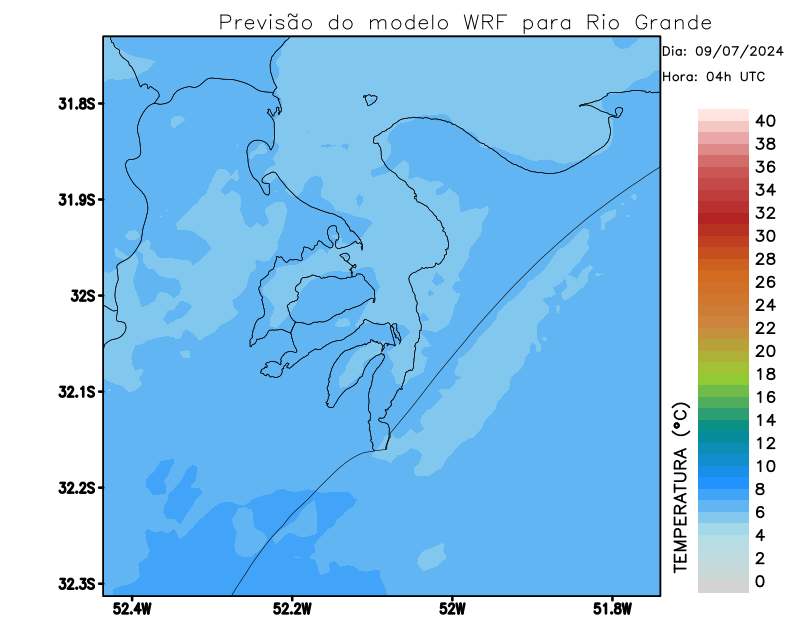 Previsão do modelo WRF para Rio Grande
Dia: 09/07/2024
Hora: 04h UTC
31.8S
31.9S
32S
32.1S
32.2S
32.3S
52.4W
52.2W
52W
51.8W
TEMPERATURA (°C)
40
38
36
34
32
30
28
26
24
22
20
18
16
14
12
10
8
6
4
2
0